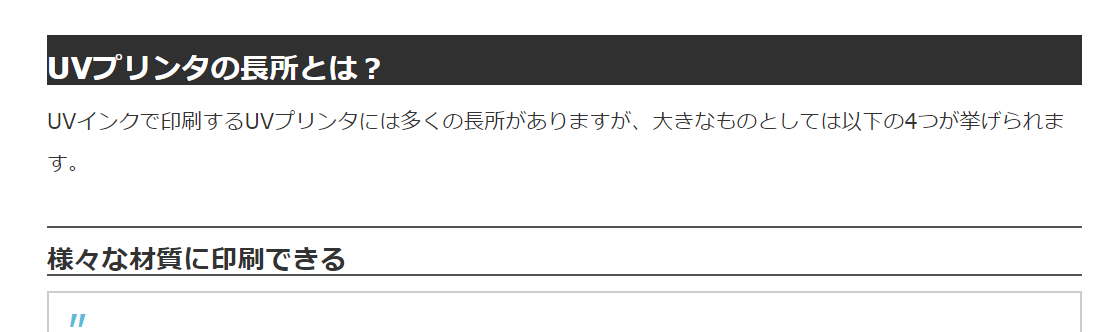 UVプリンタの長所とは？
UVインクで印刷するUVプリンタには多くの長所がありますが、大きなものとしては以下の4つが挙げられま
す。
様々な材質に印刷できる
〃